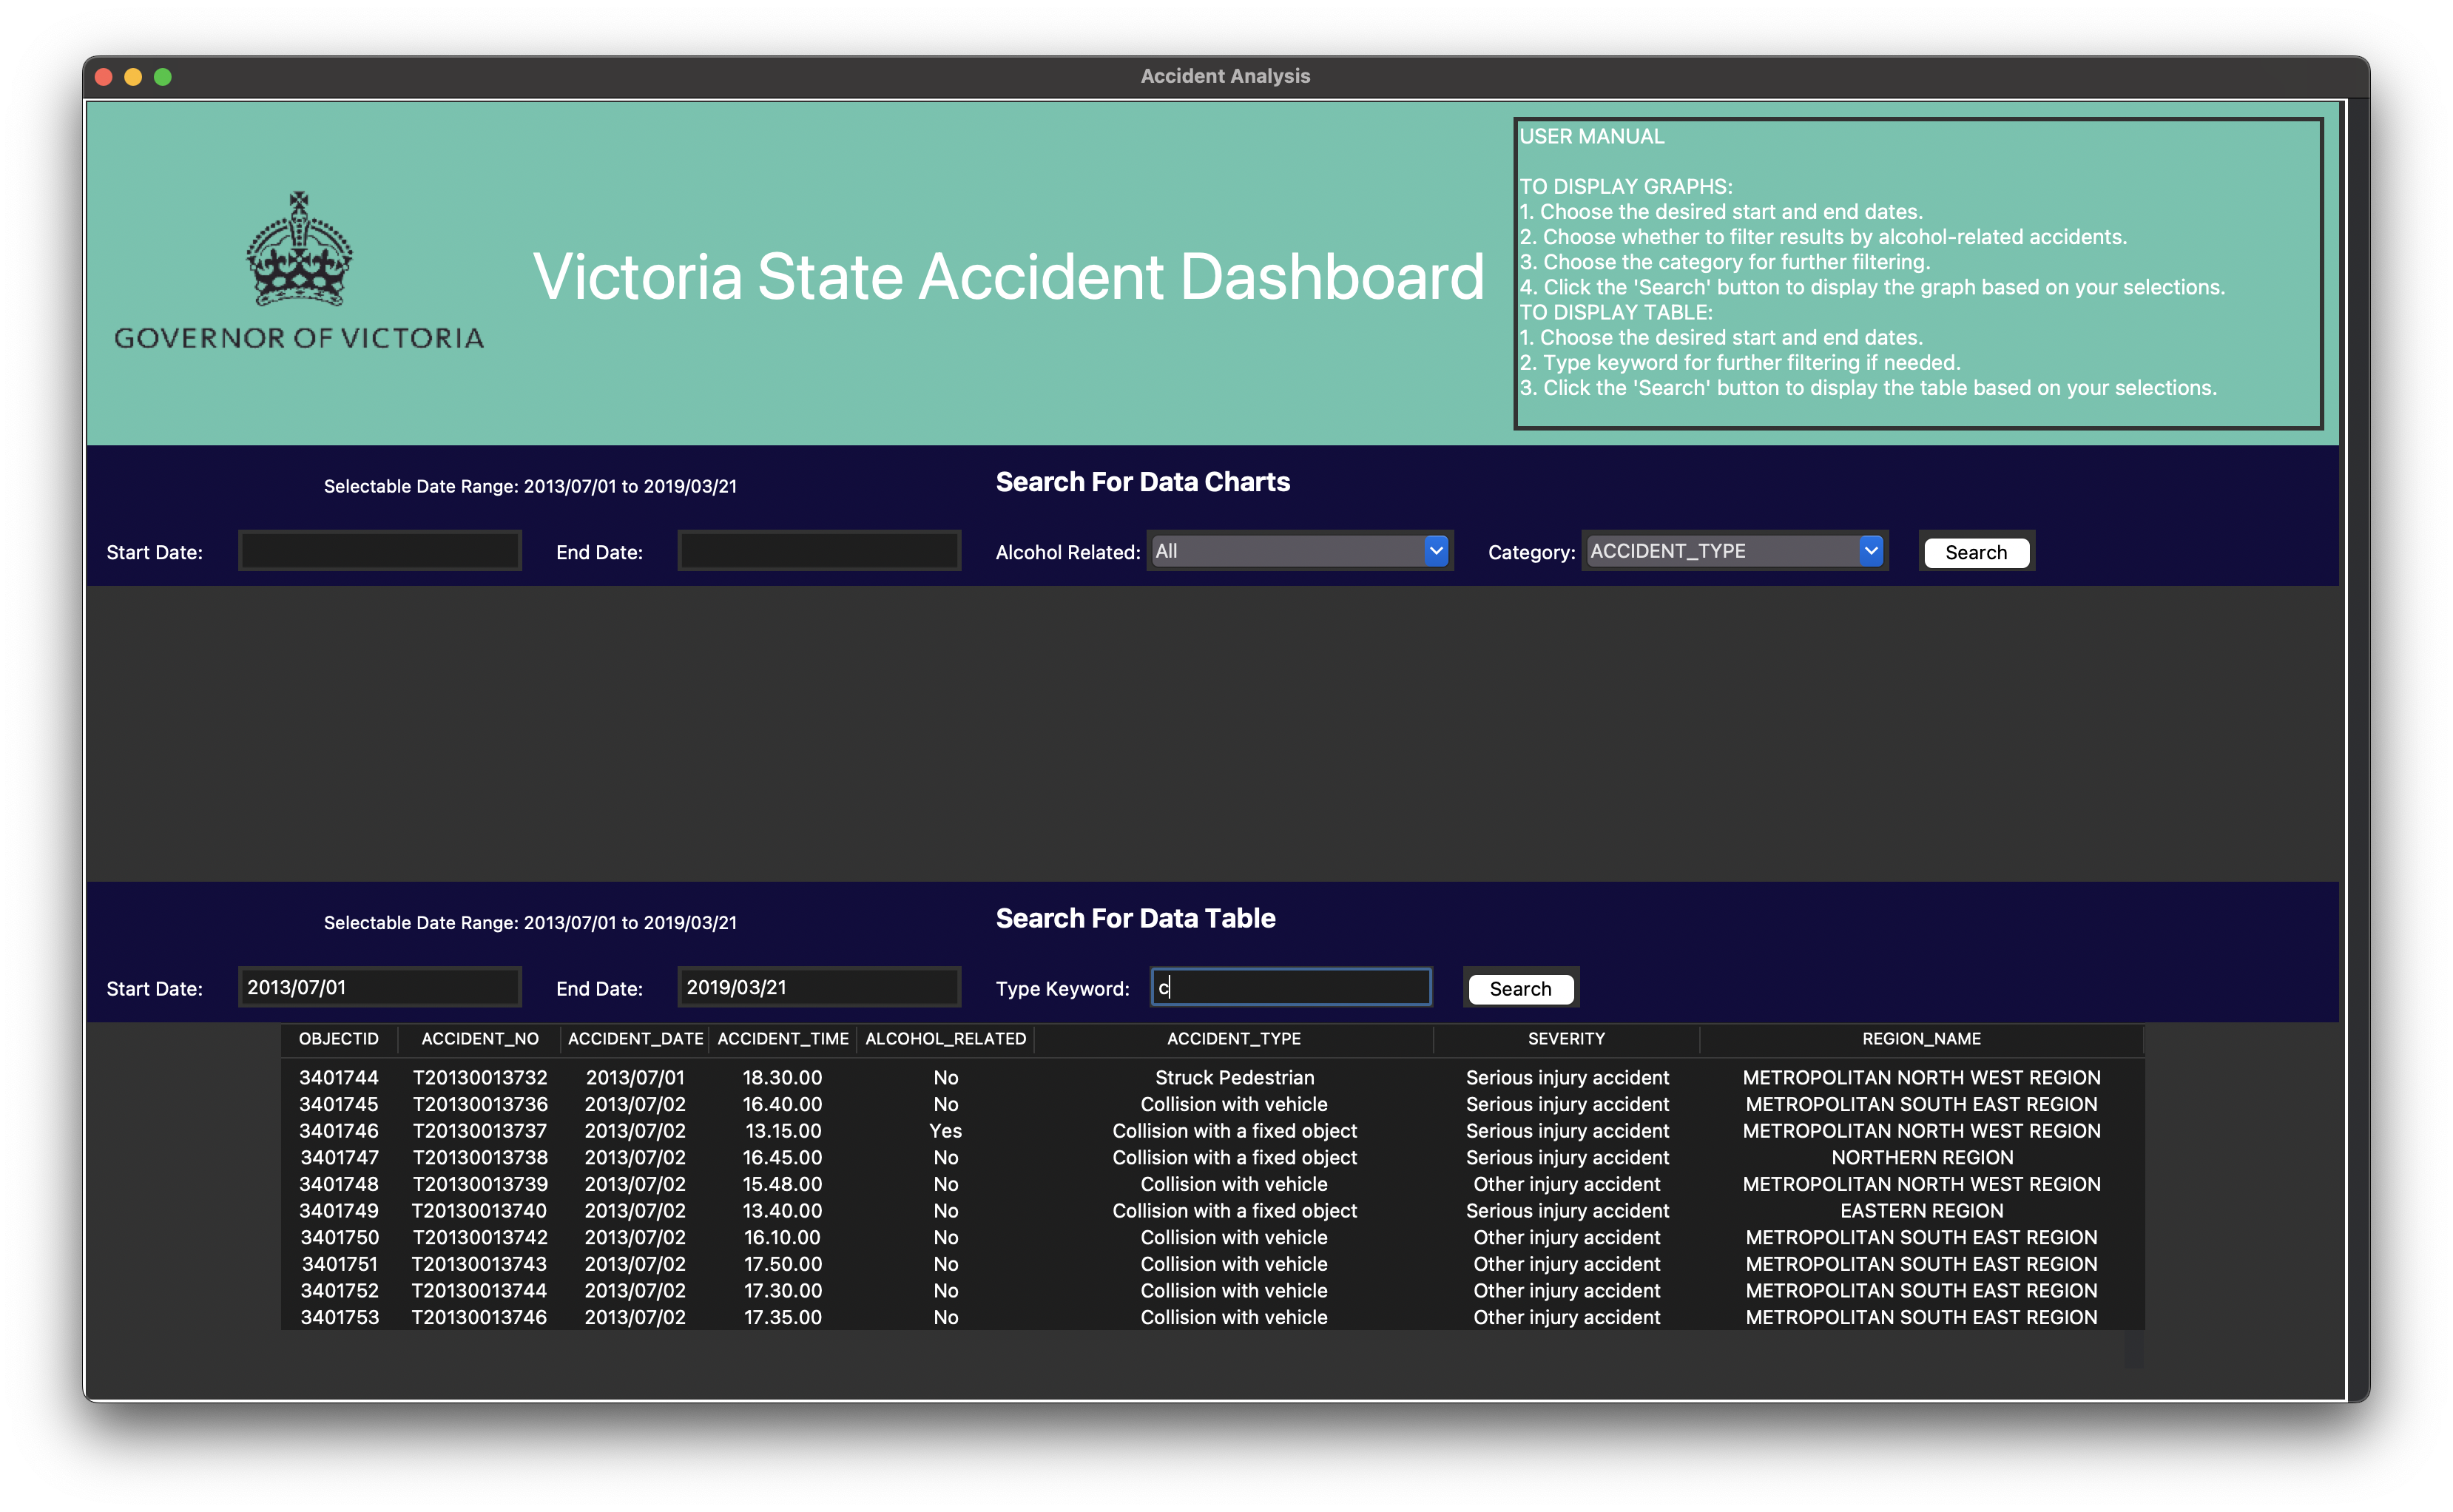 Accident Analysis
GOVERNOR OF VICTORIA
Victoria State Accident Dashboard
USER MANUAL
TO DISPLAY GRAPHS:
1. Choose the desired start and end dates.
2. Choose whether to filter results by alcohol-related accidents.
3. Choose the category for further filtering.
4. Click the 'Search' button to display the graph based on your selections.
TO DISPLAY TABLE:
1. Choose the desired start and end dates.
2. Type keyword for further filtering if needed.
3. Click the 'Search' button to display the table based on your selections.
Selectable Date Range: 2013/07/01 to 2019/03/21 Search For Data Charts
Start Date: End Date: Alcohol Related: All Category: ACCIDENT_TYPE Search
Selectable Date Range: 2013/07/01 to 2019/03/21 Search For Data Table
Start Date: 2013/07/01 End Date: 2019/03/21 Type Keyword: c Search
OBJECTID ACCIDENT_NO ACCIDENT_DATE ACCIDENT_TIME ALCOHOL_RELATED ACCIDENT_TYPE SEVERITY REGION_NAME
3401744 T20130013732 2013/07/01 18.30.00 No Struck Pedestrian Serious injury accident METROPOLITAN NORTH WEST REGION
3401745 T20130013736 2013/07/02 16.40.00 No Collision with vehicle Serious injury accident METROPOLITAN SOUTH EAST REGION
3401746 T20130013737 2013/07/02 13.15.00 Yes Collision with a fixed object Serious injury accident METROPOLITAN NORTH WEST REGION
3401747 T20130013738 2013/07/02 16.45.00 No Collision with a fixed object Serious injury accident NORTHERN REGION
3401748 T20130013739 2013/07/02 15.48.00 No Collision with vehicle Other injury accident METROPOLITAN NORTH WEST REGION
3401749 T20130013740 2013/07/02 13.40.00 No Collision with a fixed object Serious injury accident EASTERN REGION
3401750 T20130013742 2013/07/02 16.10.00 No Collision with vehicle Other injury accident METROPOLITAN SOUTH EAST REGION
3401751 T20130013743 2013/07/02 17.50.00 No Collision with vehicle Other injury accident METROPOLITAN SOUTH EAST REGION
3401752 T20130013744 2013/07/02 17.30.00 No Collision with vehicle Other injury accident METROPOLITAN SOUTH EAST REGION
3401753 T20130013746 2013/07/02 17.35.00 No Collision with vehicle Other injury accident METROPOLITAN SOUTH EAST REGION